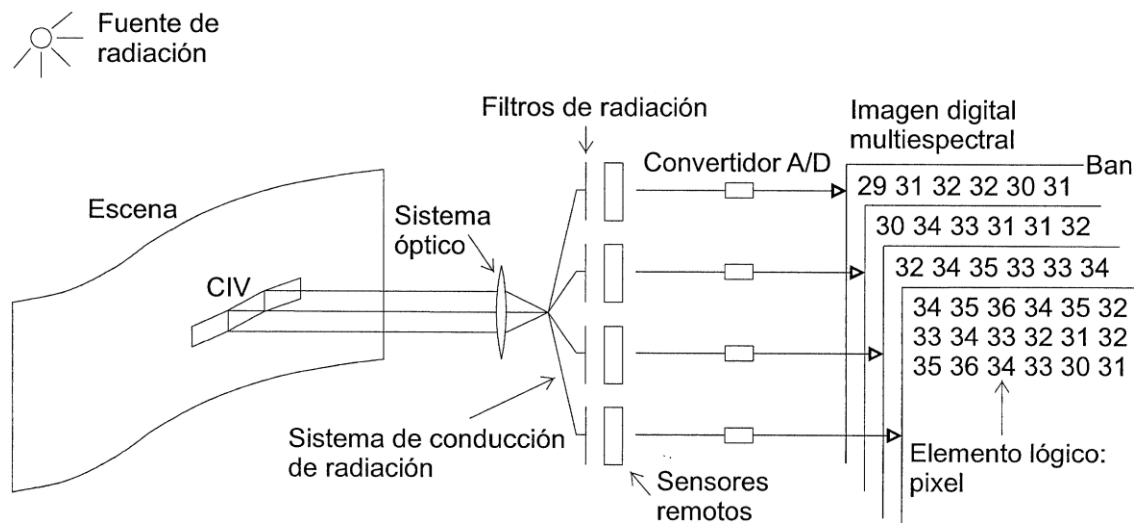 Fuente de
radiación
Filtros de radiación
Imagen digital
multiespectral
Convertidor A/D
Ban
29 31 32 32 30 31
Escena
Sistema
óptico
30 34 33 31 31 32
32 34 35 33 33 34
CIV
34 35 36 34 35 32
33 34 33 32 31 32
35 36 34 33 30 31
Sistema de conducción
de radiación
Sensores
remotos
Elemento lógico:
pixel